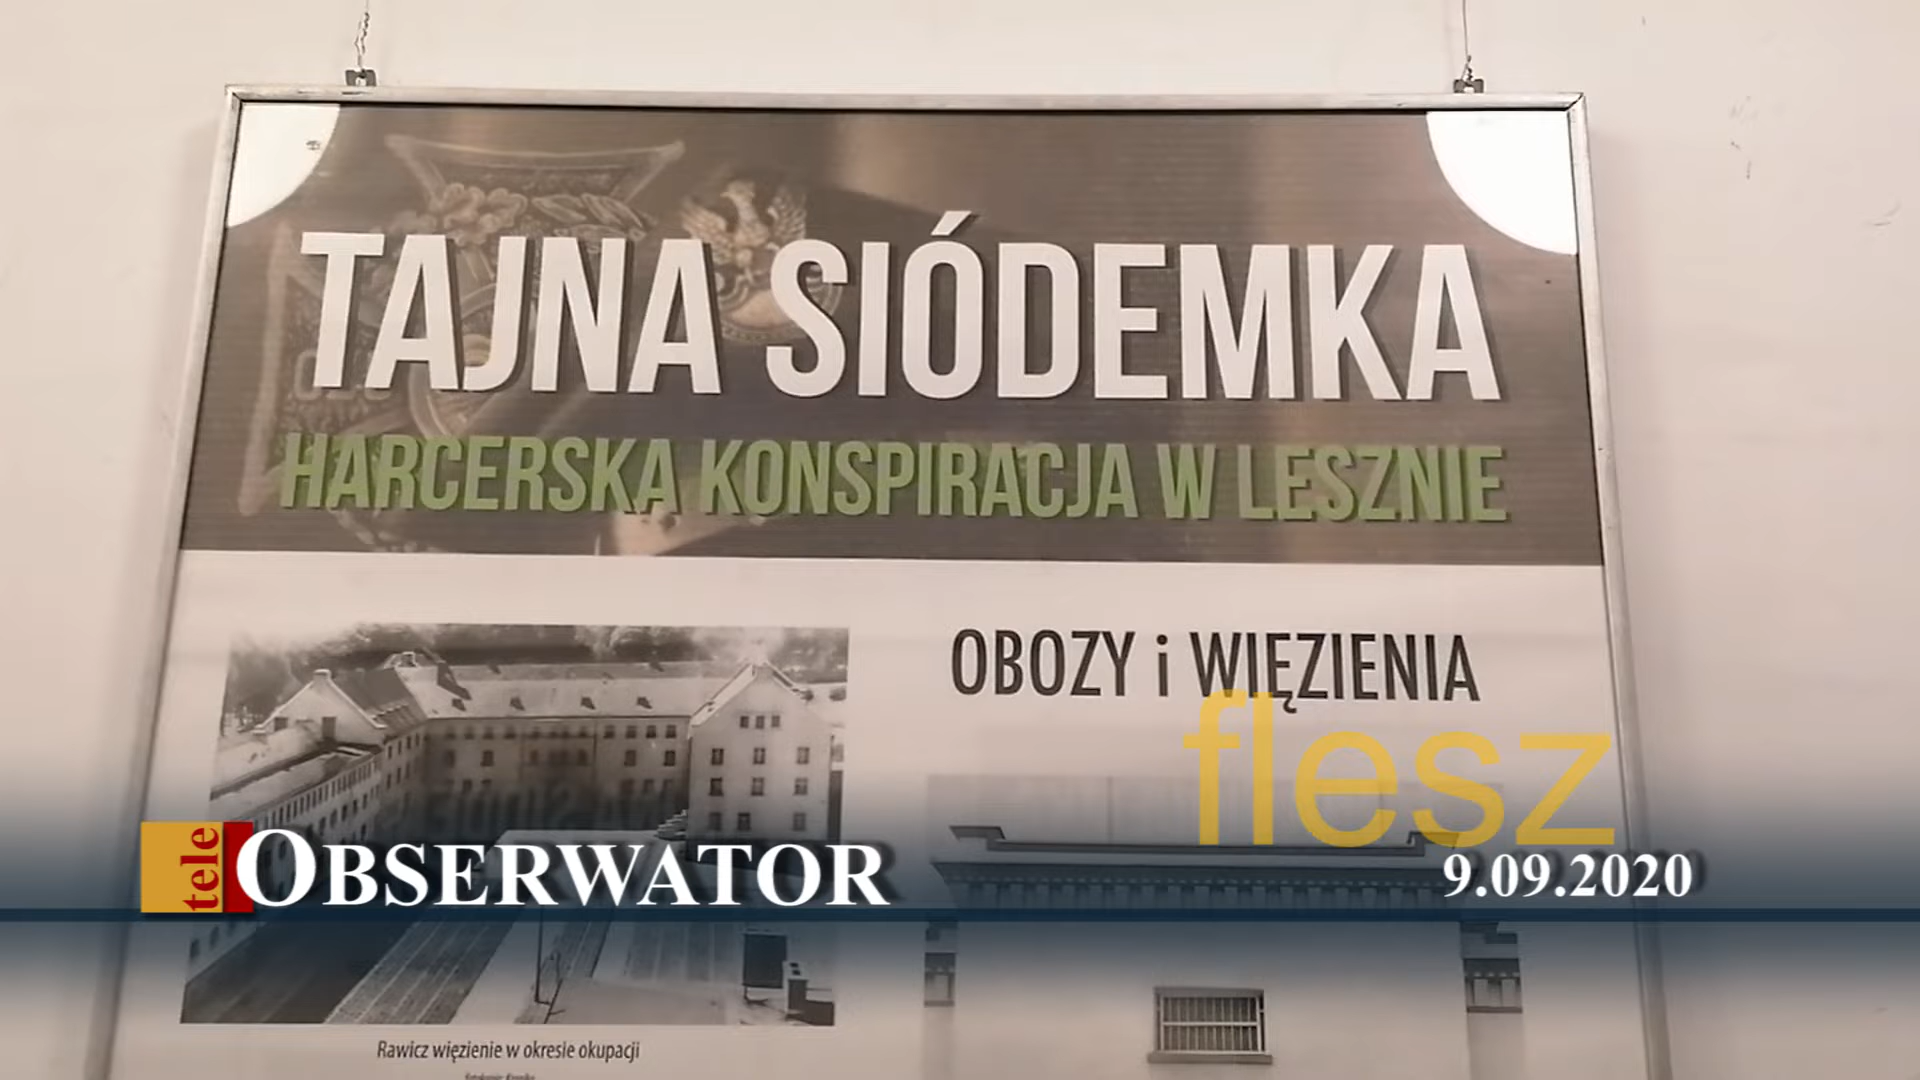 TAJNA SIÓDEMKA
HARCERSKA KONSPIRACJA W LESZNIE
OBOZY i WIĘZIENIA
flesz
tele OBSERWATOR
9.09.2020
Rawicz więzienie w okresie okupacji